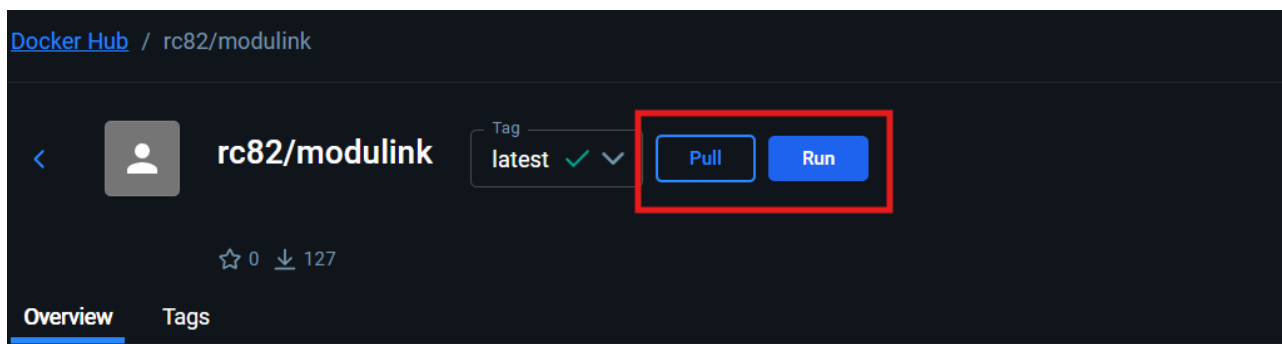 Docker Hub / rc82/modulink
Tag
rc82/modulink latest Pull Run
0 127
Overview Tags